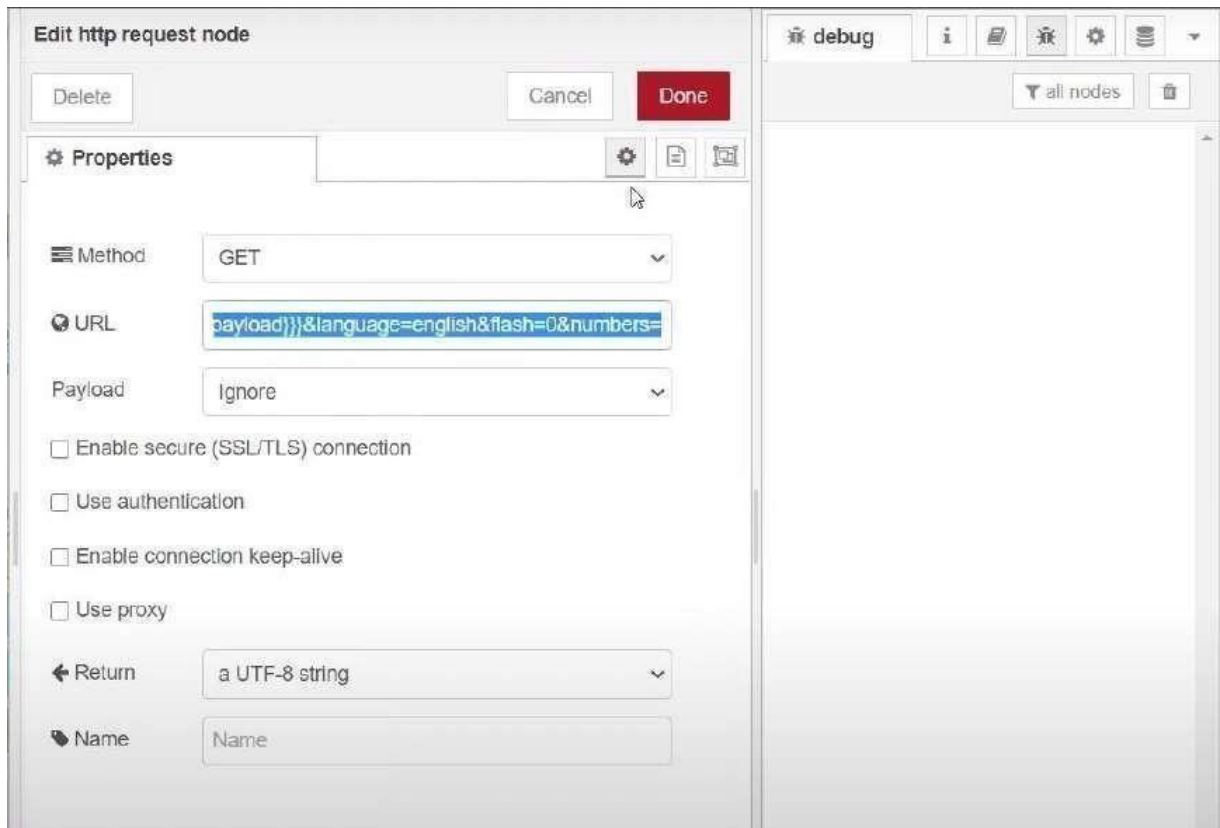 Edit http request node
Delete
Cancel
Done
Properties
Method
GET
URL
payload}}}&language=english&flash=0&numbers=
Payload
Ignore
Enable secure (SSL/TLS) connection
Use authentication
Enable connection keep-alive
Use proxy
Return
a UTF-8 string
Name
Name
debug
i
all nodes